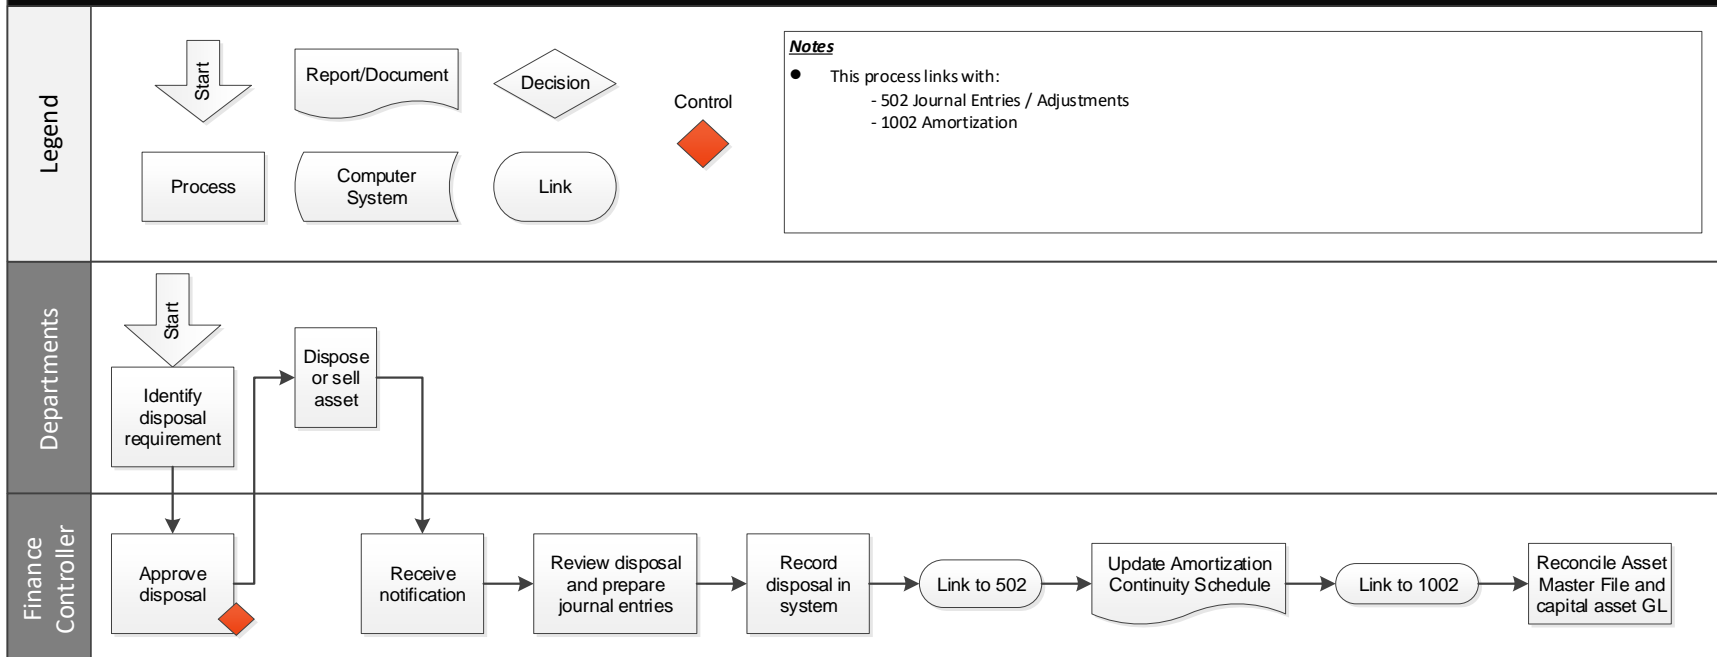 Legend
Start
Report/Document
Decision
Control
Process
Computer
System
Link
Notes
● This process links with:
- 502 Journal Entries / Adjustments
- 1002 Amortization
Departments
Start
Identify
disposal
requirement
Dispose
or sell
asset
Finance
Controller
Approve
disposal
Receive
notification
Review disposal
and prepare
journal entries
Record
disposal in
system
Link to 502
Update Amortization
Continuity Schedule
Link to 1002
Reconcile Asset
Master File and
capital asset GL